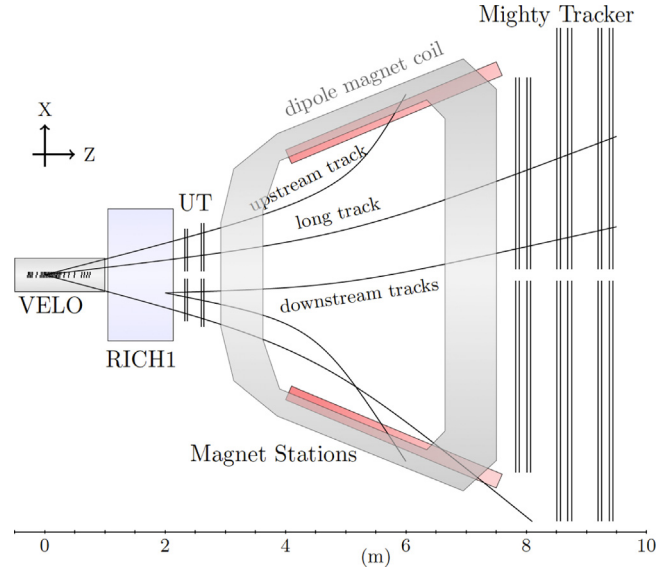 Mighty Tracker
dipole magnet coil
X
Z
UT
upstream track
long track
VELO
downstream tracks
RICH1
Magnet Stations
0 2 4 6 8 10
(m)